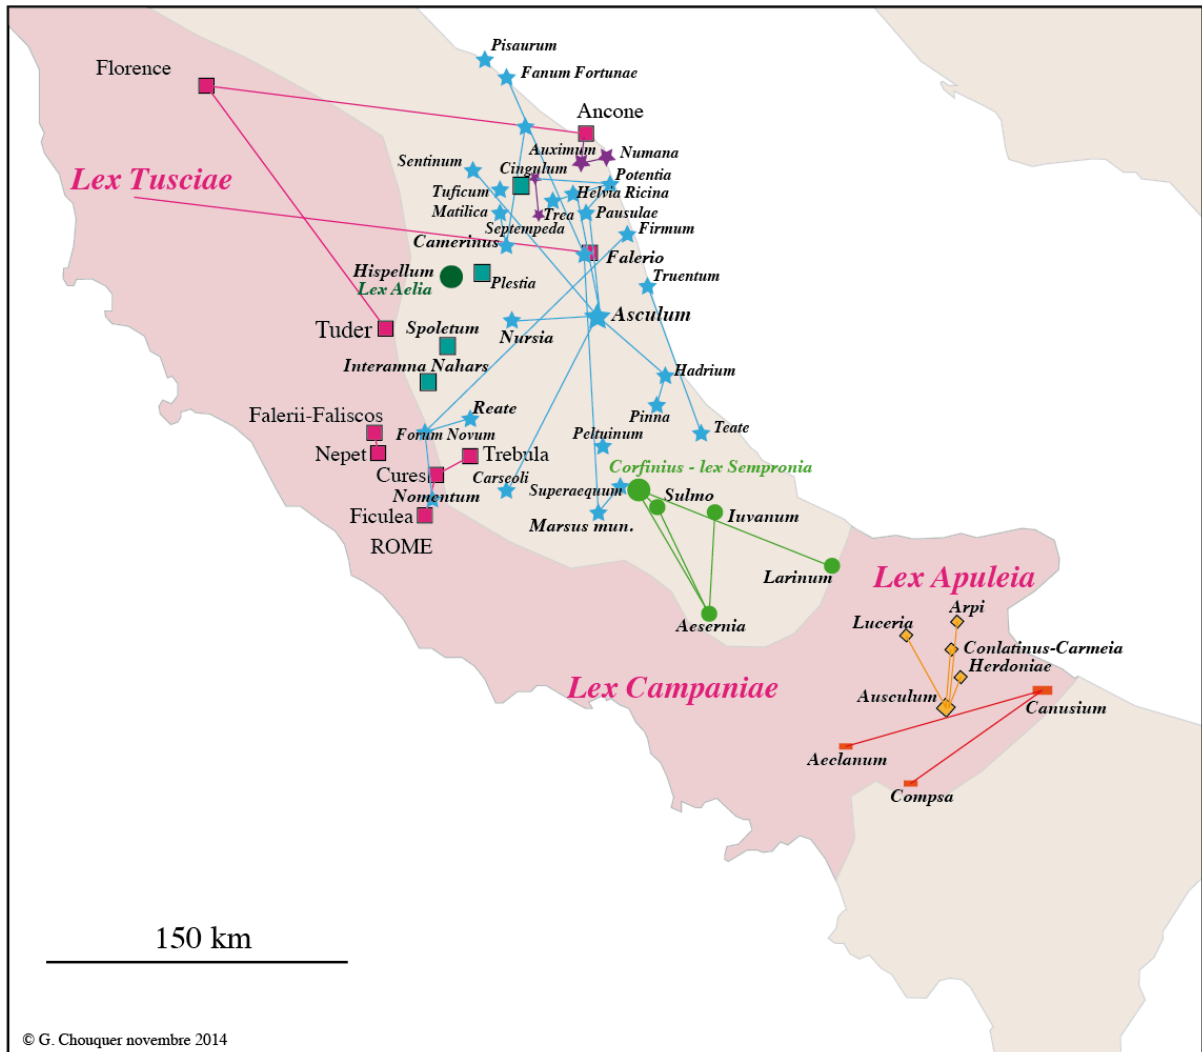 Pisaurum
Florence
Fanum Fortunae
Ancone
Auximum
Numana
Sentinum
Cingulum
Potentia
Lex Tusciae
Tuficum
Helvia Ricina
Matilica
Trea
Pausulae
Septempeda
Firmum
Camerinus
Falerio
Hispellum
Lex Aelia
Plestia
Truentum
Asculum
Tuder
Spoletum
Nursia
Interamna Nahars
Hadrium
Falerii-Faliscos
Reate
Pinna
Forum Novum
Peltuinum
Teate
Nepet
Trebula
Cures
Carseoli
Corfinius - lex Sempronia
Nomentum
Superaequum
Sulmo
Ficulea
Marsus mun.
Iuvanum
ROME
Larinum
Lex Apuleia
Aesernia
Luceria
Arpi
Conlatinus-Carmeia
Herdoniae
Lex Campaniae
Ausculum
Canusium
Aeclanum
Compsa
150 km
© G. Chouquer novembre 2014